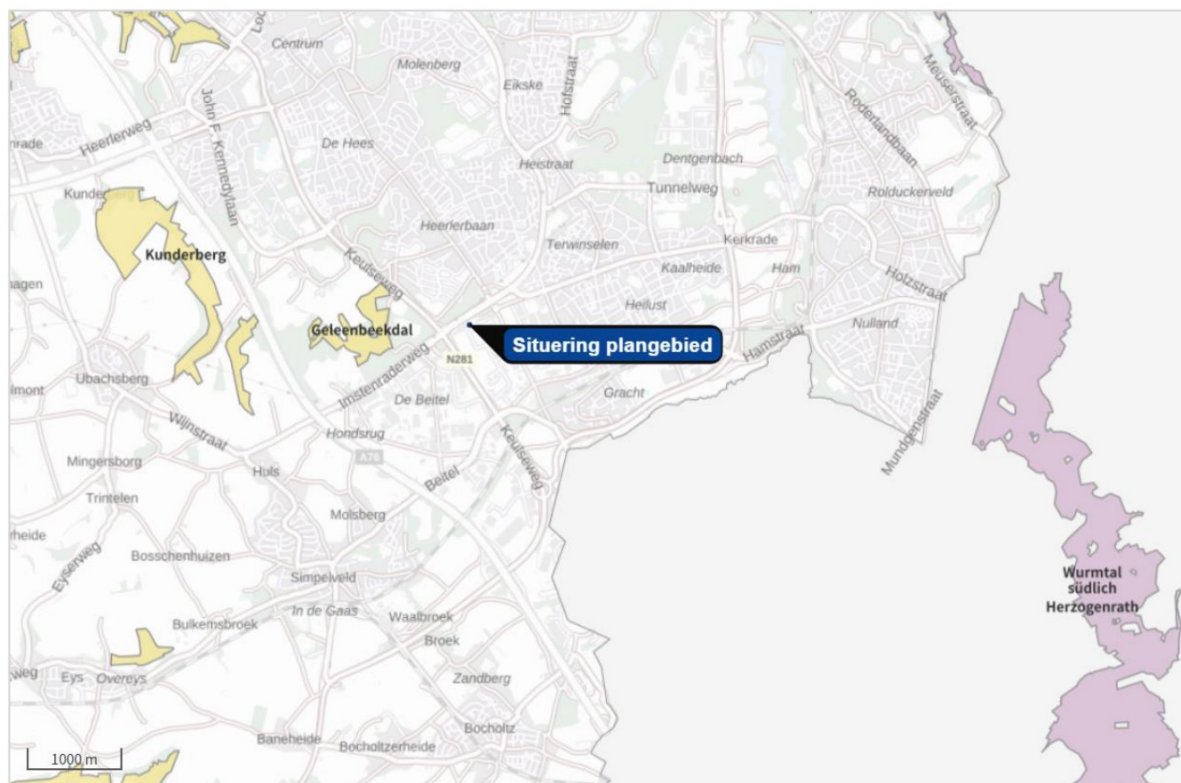 Centrum
Molenberg
Eikske
Hofstraat
Meuserstraat
John F. Kennedylaan
Roderlandbaan
Heerlerweg
De Hees
Heistraat
Dentgenbach
Tunnelweg
Rolduckerveld
Heerlerbaan
Terwinselen
Kerkrade
Kunderberg
Keulseweg
Kaalheide
Ham
Holzstraat
Heilust
Geleenbeekdal
Situering plangebied
Nulland
N281
Hamstraat
Ubachsberg
Imstenraderweg
De Beitel
Gracht
Mundgenstraat
Wijnstraat
Hondsrug
Keulseweg
A76
Mingersborg
Huls
Beitel
Trintelen
Molsberg
Eyserweg
Bosschenhuizen
Simpelveld
Wurmtal
südlich
Herzogenrath
In de Gaas
Waalbroek
Bulkemsbroek
Broek
Eys
Overeys
Zandberg
Bocholtz
Baneheide
Bocholtzerheide
1000 m